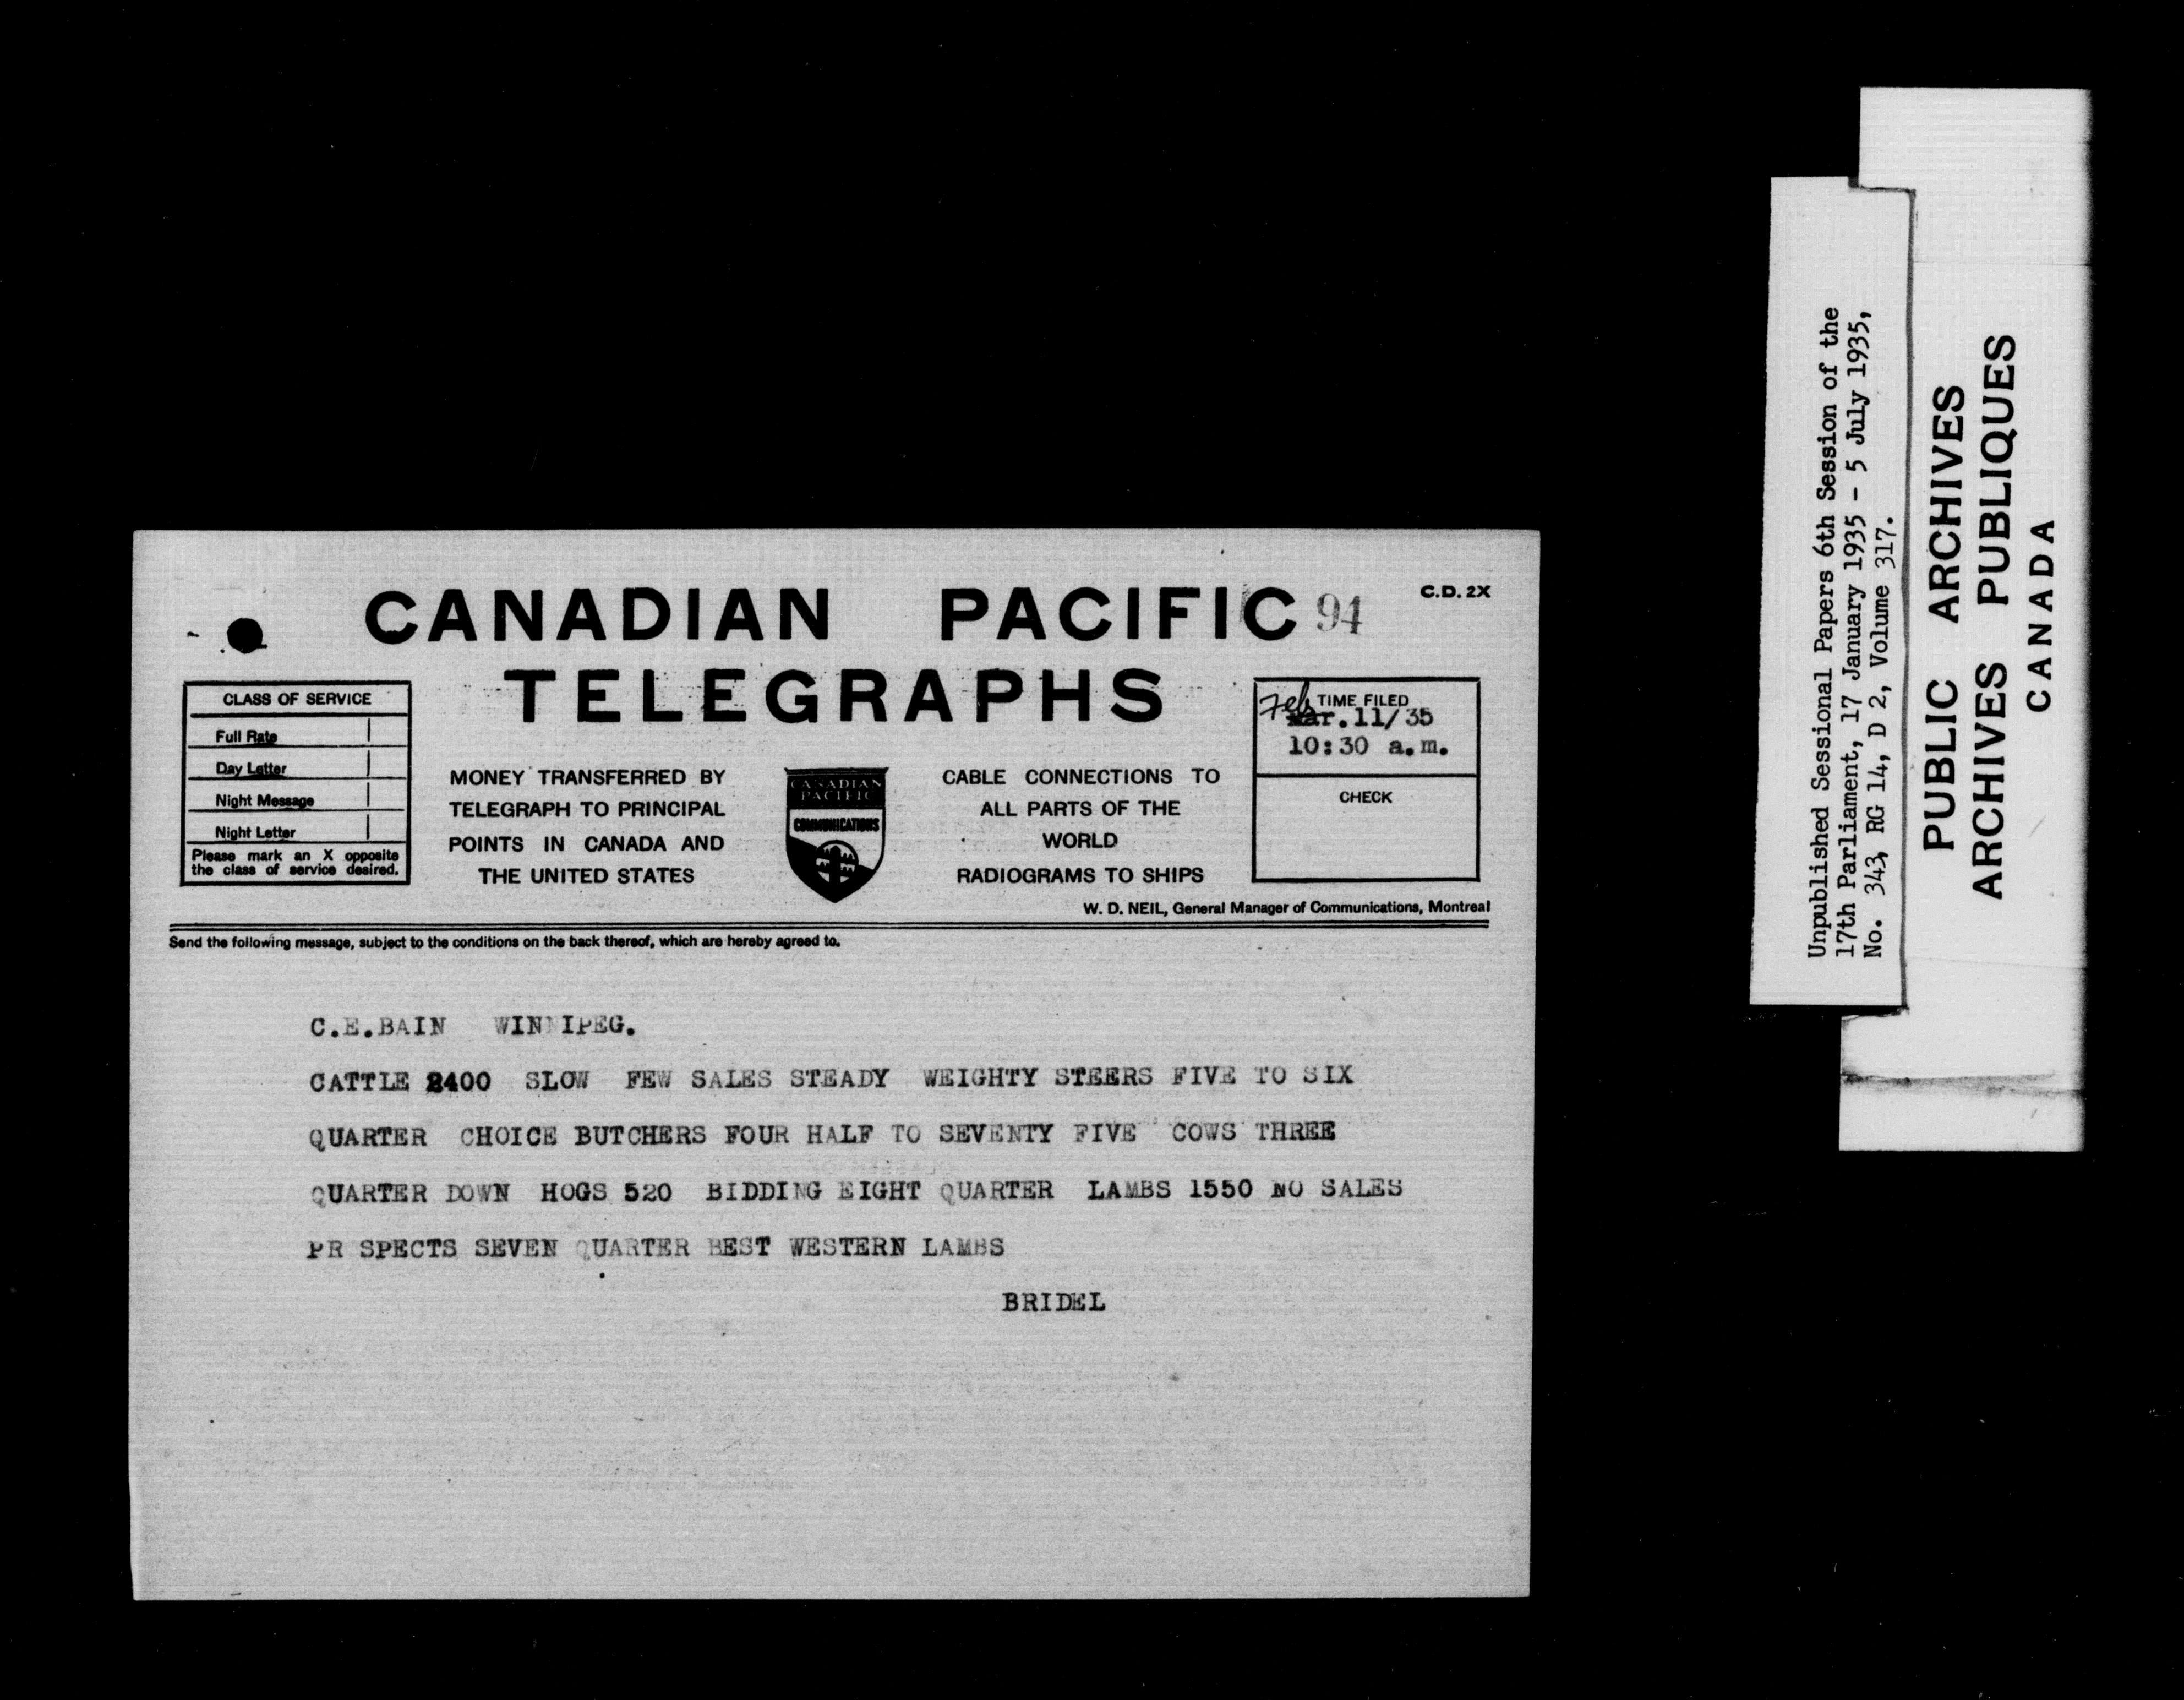 CANADIAN PACIFIC 94 C.D. 2X
TELEGRAPHS
CLASS OF SERVICE
Full Rate
Day Letter
Night Message
Night Letter
Please mark an X opposite
the class of service desired.
MONEY TRANSFERRED BY
TELEGRAPH TO PRINCIPAL
POINTS IN CANADA AND
THE UNITED STATES
CANADIAN
PACIFIC
COMMUNICATIONS
CABLE CONNECTIONS TO
ALL PARTS OF THE
WORLD
RADIOGRAMS TO SHIPS
TIME FILED
Feb
Mar. 11/35
10:30 a.m.
CHECK
W. D. NEIL, General Manager of Communications, Montreal
Send the following message, subject to the conditions on the back thereof, which are hereby agreed to.
C.E.BAIN WINNIPEG.
CATTLE 2400 SLOW FEW SALES STEADY WEIGHTY STEERS FIVE TO SIX
QUARTER CHOICE BUTCHERS FOUR HALF TO SEVENTY FIVE COWS THREE
QUARTER DOWN HOGS 520 BIDDING EIGHT QUARTER LAMBS 1550 NO SALES
PR SPECTS SEVEN QUARTER BEST WESTERN LAMBS
BRIDEL
Unpublished Sessional Papers 6th Session of the
17th Parliament, 17 January 1935 - 5 July 1935,
No. 343, RG 14, D 2, Volume 317.
PUBLIC ARCHIVES
ARCHIVES PUBLIQUES
CANADA